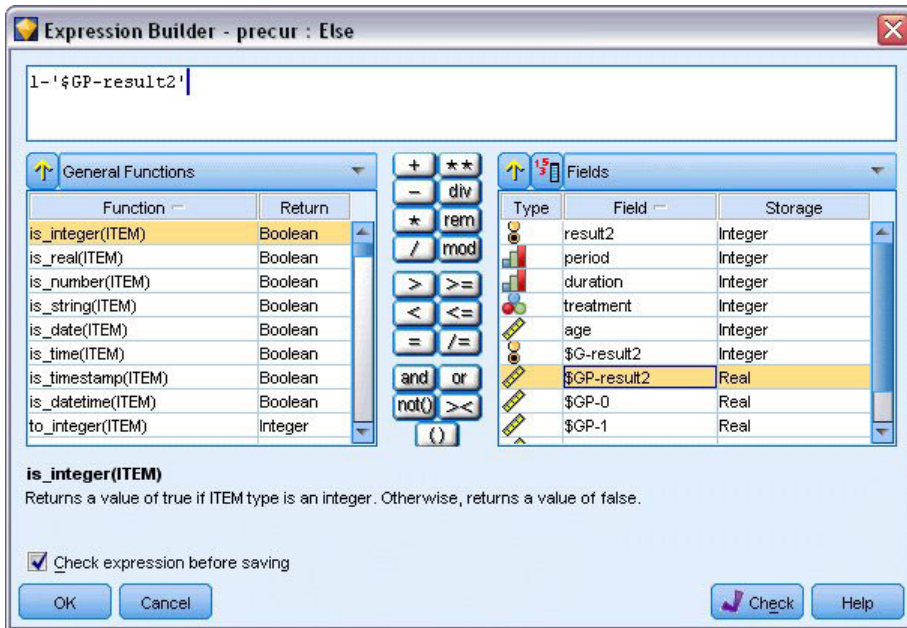 Expression Builder - precur : Else
1-'$GP-result2'
General Functions
Function Return
is_integer(ITEM) Boolean
is_real(ITEM) Boolean
is_number(ITEM) Boolean
is_string(ITEM) Boolean
is_date(ITEM) Boolean
is_time(ITEM) Boolean
is_timestamp(ITEM) Boolean
is_datetime(ITEM) Boolean
to_integer(ITEM) Integer
+ **
- div
* rem
/ mod
> >=
< <=
= /=
and or
not() ><
()
Fields
Type Field Storage
result2 Integer
period Integer
duration Integer
treatment Integer
age Integer
$G-result2 Integer
$GP-result2 Real
$GP-0 Real
$GP-1 Real
is_integer(ITEM)
Returns a value of true if ITEM type is an integer. Otherwise, returns a value of false.
Check expression before saving
OK Cancel Check Help